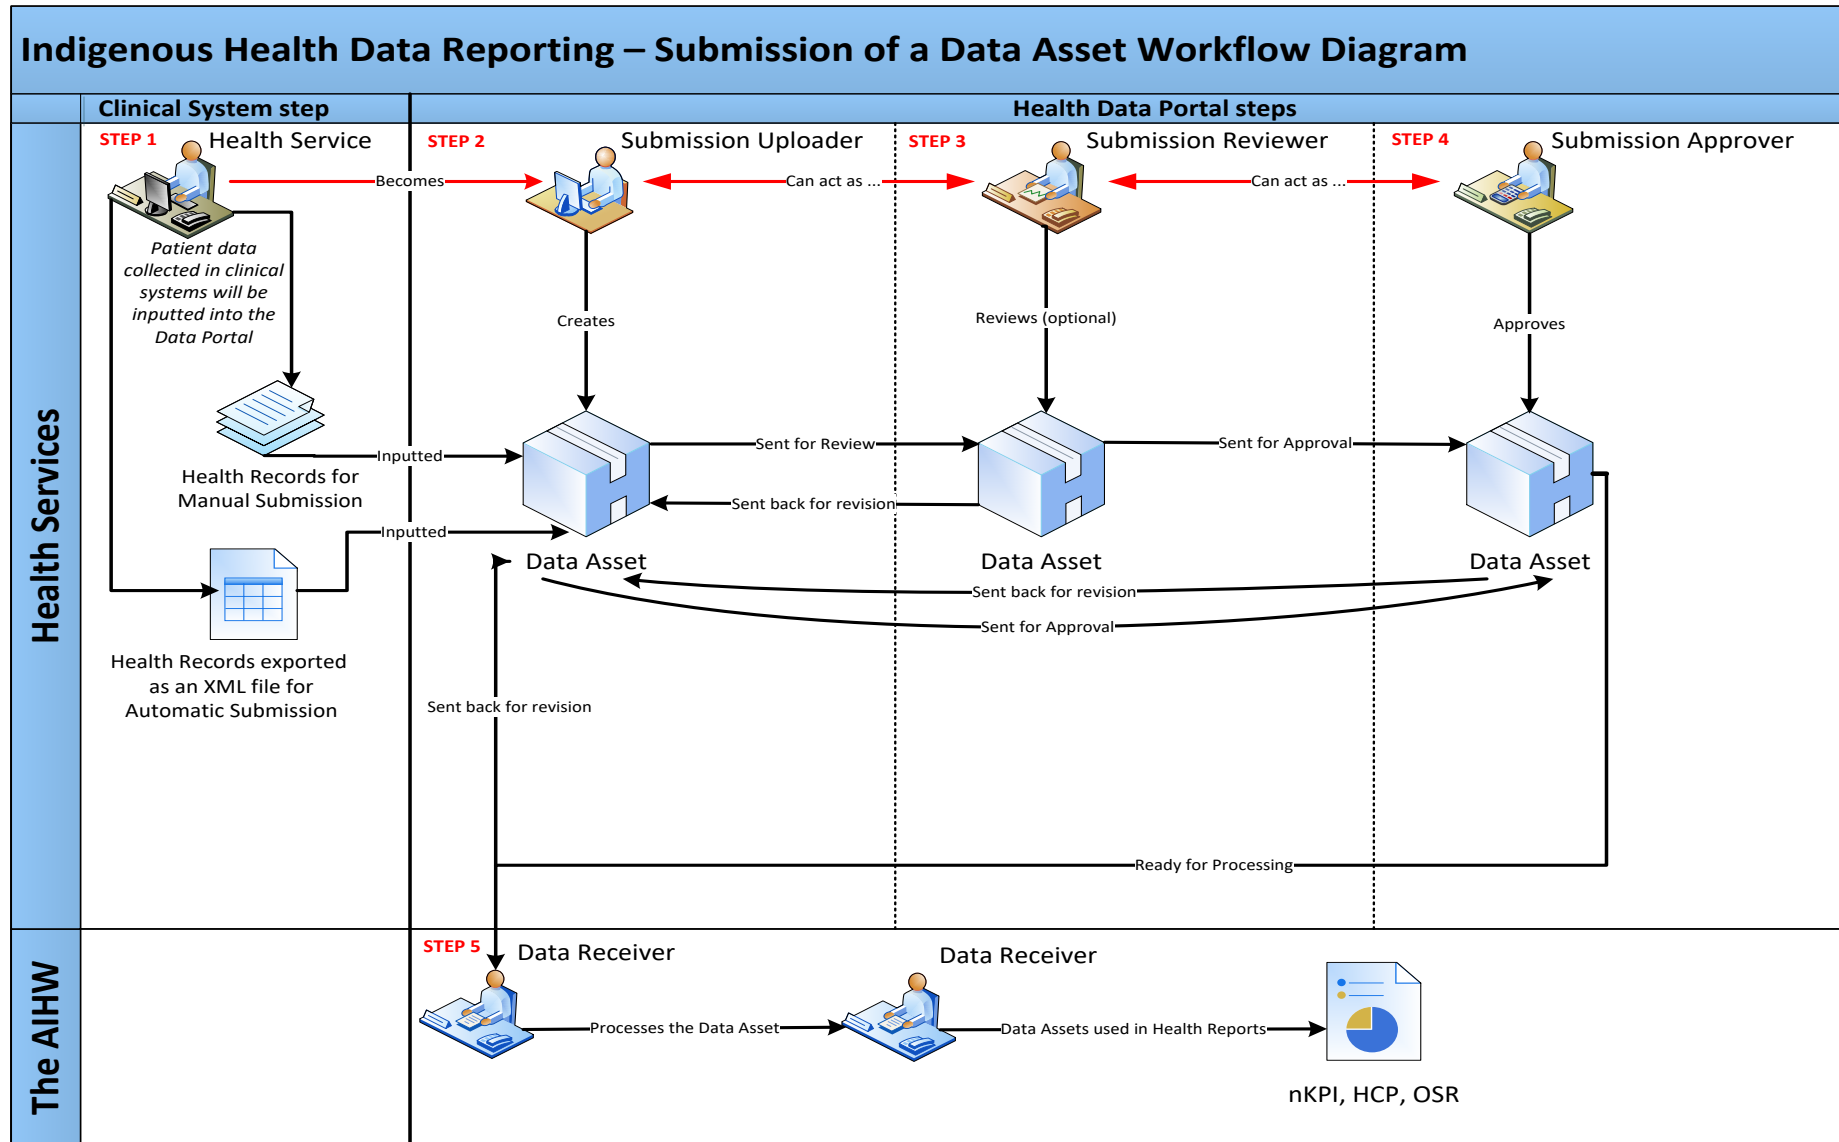 Indigenous Health Data Reporting – Submission of a Data Asset Workflow Diagram
Clinical System step
Health Data Portal steps
Health Services
STEP 1
Health Service
STEP 2
Submission Uploader
STEP 3
Submission Reviewer
STEP 4
Submission Approver
Becomes
Can act as ...
Can act as ...
Patient data
collected in clinical
systems will be
inputted into the
Data Portal
Creates
Reviews (optional)
Approves
Sent for Review
Sent for Approval
Inputted
Health Records for
Manual Submission
Sent back for revision
Inputted
Data Asset
Data Asset
Data Asset
Sent back for revision
Sent for Approval
Health Records exported
as an XML file for
Automatic Submission
Sent back for revision
Ready for Processing
The AIHW
STEP 5
Data Receiver
Data Receiver
Processes the Data Asset
Data Assets used in Health Reports
nKPI, HCP, OSR